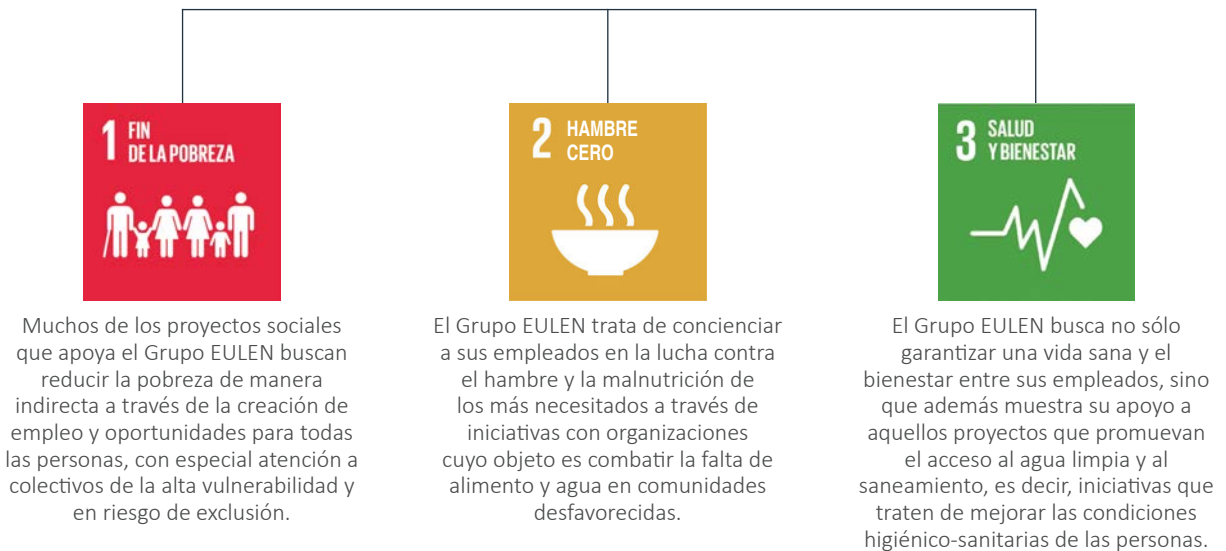 1 FIN
DE LA POBREZA
Muchos de los proyectos sociales
que apoya el Grupo EULEN buscan
reducir la pobreza de manera
indirecta a través de la creación de
empleo y oportunidades para todas
las personas, con especial atención a
colectivos de la alta vulnerabilidad y
en riesgo de exclusión.
2 HAMBRE
CERO
El Grupo EULEN trata de concienciar
a sus empleados en la lucha contra
el hambre y la malnutrición de
los más necesitados a través de
iniciativas con organizaciones
cuyo objeto es combatir la falta de
alimento y agua en comunidades
desfavorecidas.
3 SALUD
Y BIENESTAR
El Grupo EULEN busca no sólo
garantizar una vida sana y el
bienestar entre sus empleados, sino
que además muestra su apoyo a
aquellos proyectos que promuevan
el acceso al agua limpia y al
saneamiento, es decir, iniciativas que
traten de mejorar las condiciones
higiénico-sanitarias de las personas.